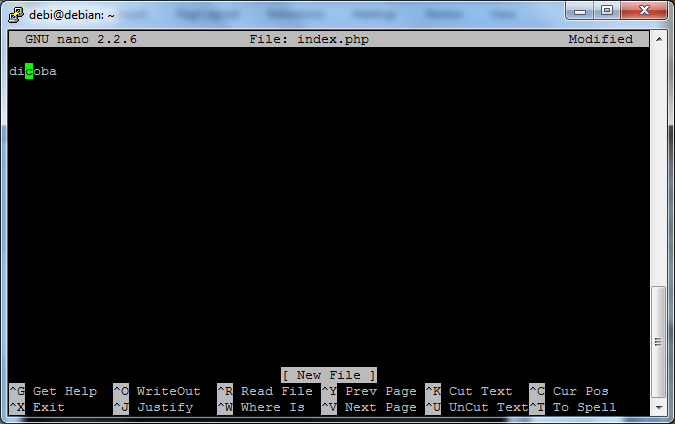 debi@debian: ~
GNU nano 2.2.6 File: index.php Modified
dicoba
[ New File ]
^G Get Help ^O WriteOut ^R Read File ^Y Prev Page ^K Cut Text ^C Cur Pos
^X Exit ^J Justify ^W Where Is ^V Next Page ^U UnCut Text ^T To Spell